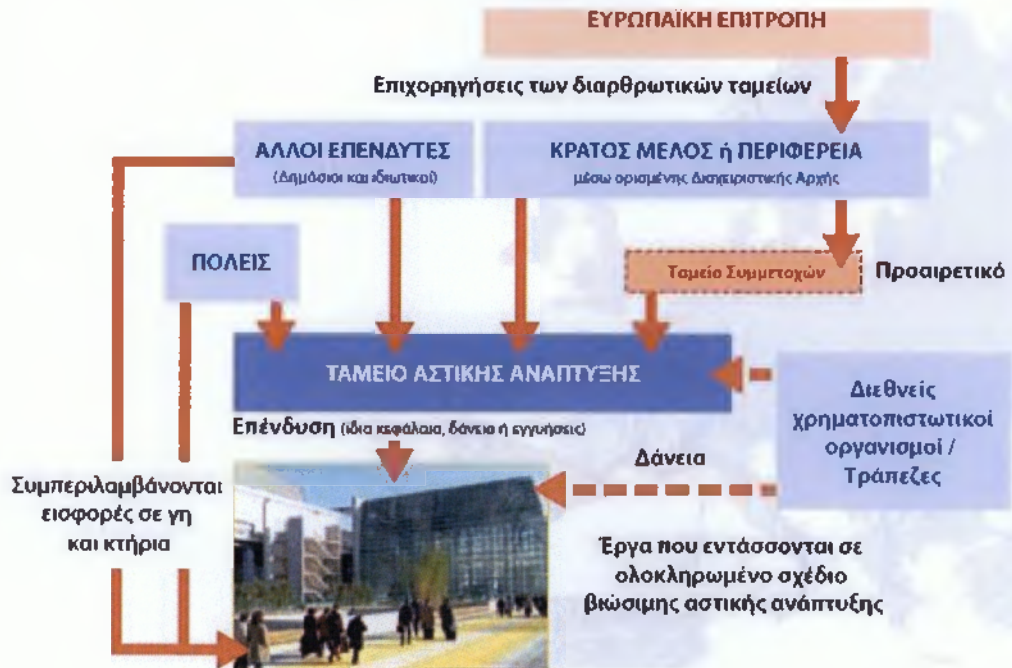 ΕΥΡΩΠΑΪΚΗ ΕΠΙΤΡΟΠΗ
Επιχορηγήσεις των διαρθρωτικών ταμείων
ΑΛΛΟΙ ΕΠΕΝΔΥΤΕΣ
(Δημόσιοι και ιδιωτικοί)
ΚΡΑΤΟΣ ΜΕΛΟΣ ή ΠΕΡΙΦΕΡΕΙΑ
μέσω ορισμένης Διαχειριστικής Αρχής
ΠΟΛΕΙΣ
Ταμείο Συμμετοχών
Προαιρετικό
ΤΑΜΕΙΟ ΑΣΤΙΚΗΣ ΑΝΑΠΤΥΞΗΣ
Επένδυση (ίδια κεφάλαια, δάνεια ή εγγυήσεις)
Διεθνείς
χρηματοπιστωτικοί
οργανισμοί /
Τράπεζες
Δάνεια
Συμπεριλαμβάνονται
εισφορές σε γη
και κτήρια
Έργα που εντάσσονται σε
ολοκληρωμένο σχέδιο
βιώσιμης αστικής ανάπτυξης